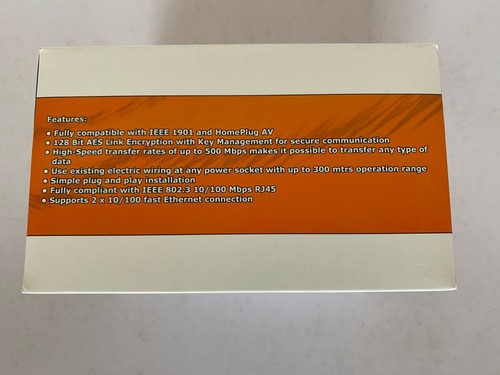 Features:
• Fully compatible with IEEE 1901 and HomePlug AV
• 128 Bit AES Link Encryption with Key Management for secure communication
• High-Speed transfer rates of up to 500 Mbps makes it possible to transfer any type of
data
• Use existing electric wiring at any power socket with up to 300 mtrs operation range
• Simple plug and play installation
• Fully compliant with IEEE 802.3 10/100 Mbps RJ45
• Supports 2 x 10/100 fast Ethernet connection